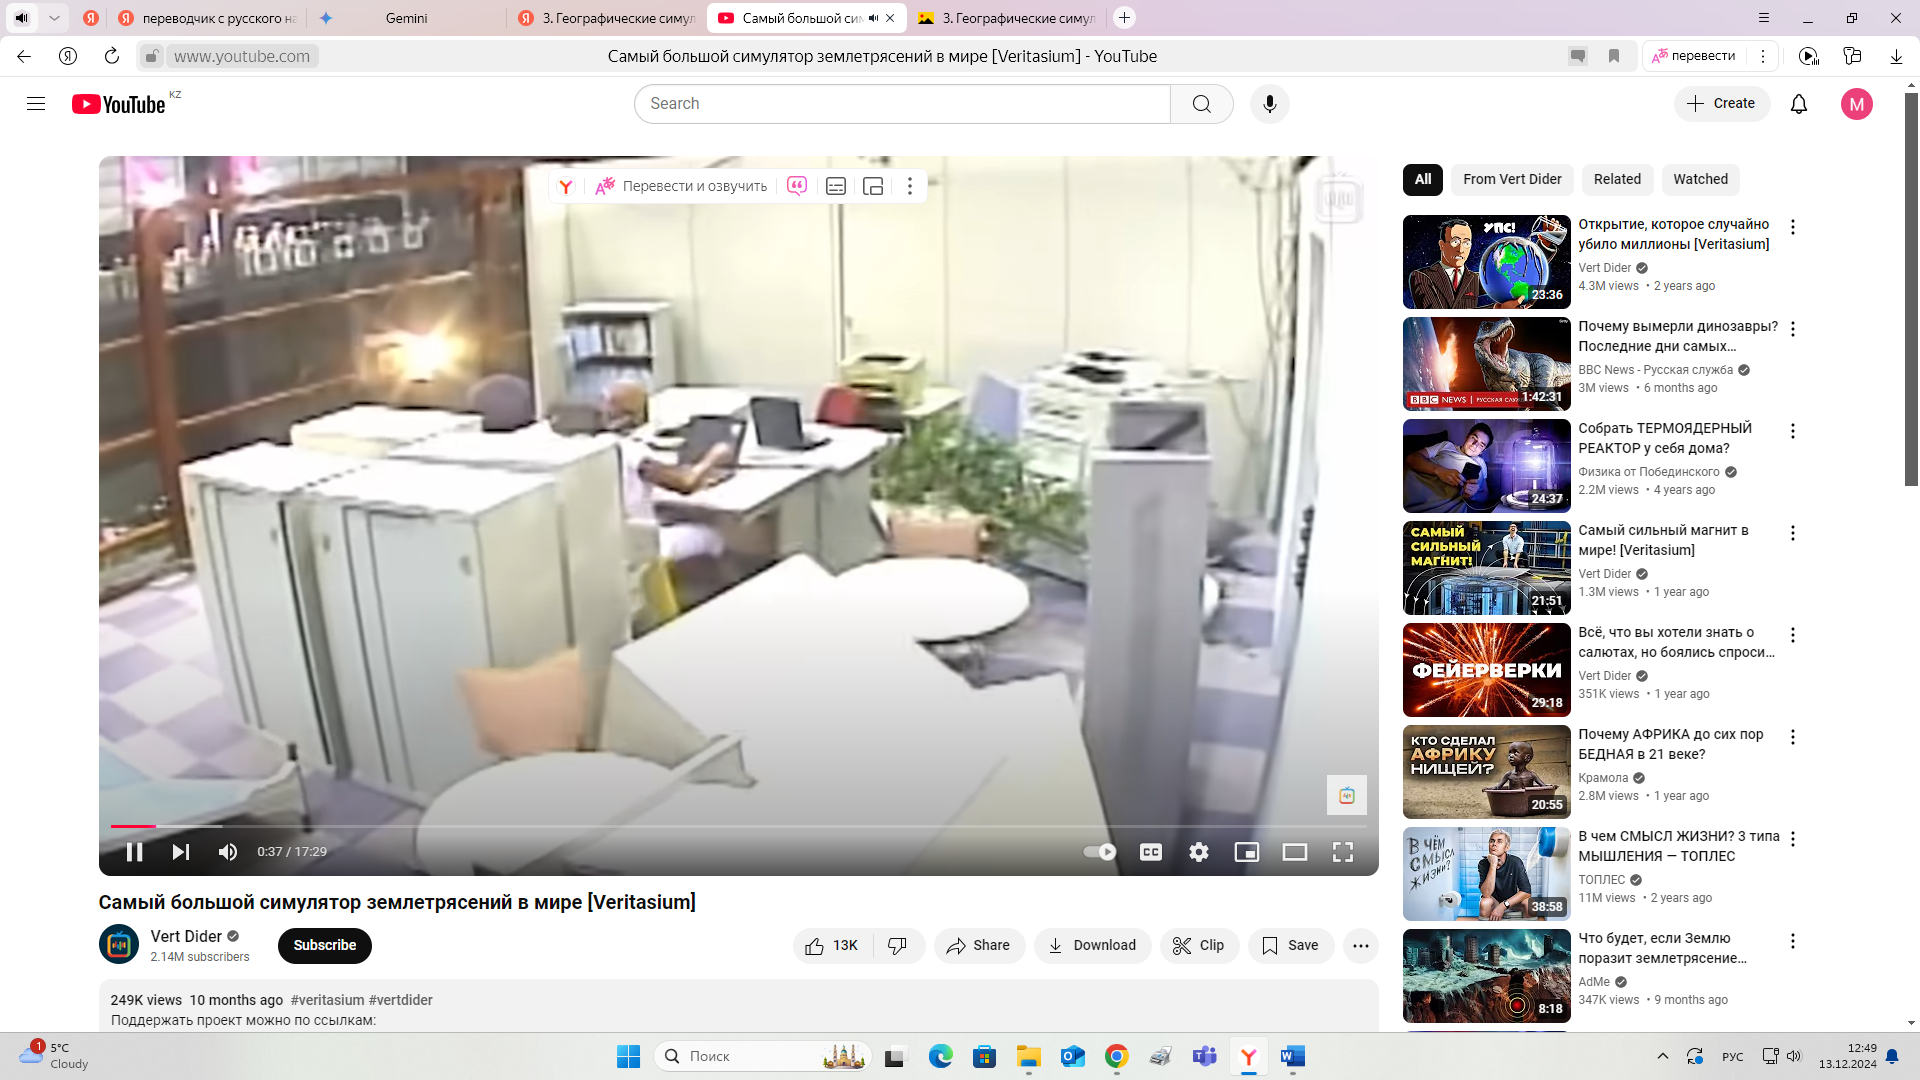 переводчик с русского на
Gemini
3. Географические симул
Самый большой сим
3. Географические симул
www.youtube.com
Самый большой симулятор землетрясений в мире [Veritasium] - YouTube
перевести
YouTube KZ
Search
Create
M
Перевести и озвучить
All
From Vert Dider
Related
Watched
УПС!
23:36
Открытие, которое случайно
убило миллионы [Veritasium]
Vert Dider
4.3M views • 2 years ago
BBC NEWS | РУССКАЯ СЛУЖ
1:42:31
Почему вымерли динозавры?
Последние дни самых...
BBC News - Русская служба
3M views • 6 months ago
24:37
Собрать ТЕРМОЯДЕРНЫЙ
РЕАКТОР у себя дома?
Физика от Побединского
2.2M views • 4 years ago
САМЫЙ
СИЛЬНЫЙ
МАГНИТ!
21:51
Самый сильный магнит в
мире! [Veritasium]
Vert Dider
1.3M views • 1 year ago
ФЕЙЕРВЕРКИ
29:18
Всё, что вы хотели знать о
салютах, но боялись спроси...
Vert Dider
351K views • 1 year ago
КТО СДЕЛАЛ
АФРИКУ
НИЩЕЙ?
20:55
Почему АФРИКА до сих пор
БЕДНАЯ в 21 веке?
Крамола
2.8M views • 1 year ago
В ЧЁМ
СМЫСЛ
ЖИЗНИ?
38:58
В чем СМЫСЛ ЖИЗНИ? 3 типа
МЫШЛЕНИЯ — ТОПЛЕС
ТОПЛЕС
11M views • 2 years ago
8:18
Что будет, если Землю
поразит землетрясение...
AdMe
347K views • 9 months ago
0:37 / 17:29
CC
Самый большой симулятор землетрясений в мире [Veritasium]
Vert Dider
2.14M subscribers
Subscribe
13K
Share
Download
Clip
Save
249K views 10 months ago #veritasium #vertdider
Поддержать проект можно по ссылкам:
1
5°C
Cloudy
Поиск
РУС
12:49
13.12.2024